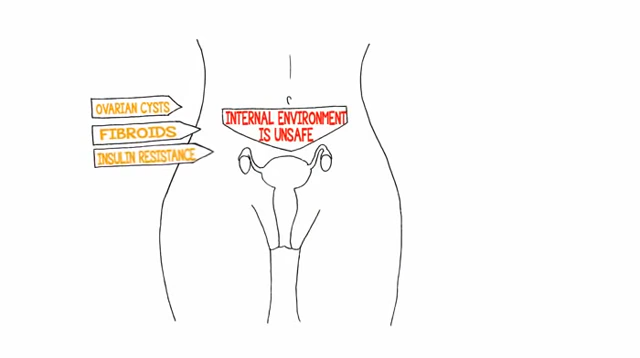 OVARIAN CYSTS
FIBROIDS
INSULIN RESISTANCE
INTERNAL ENVIRONMENT
IS UNSAFE